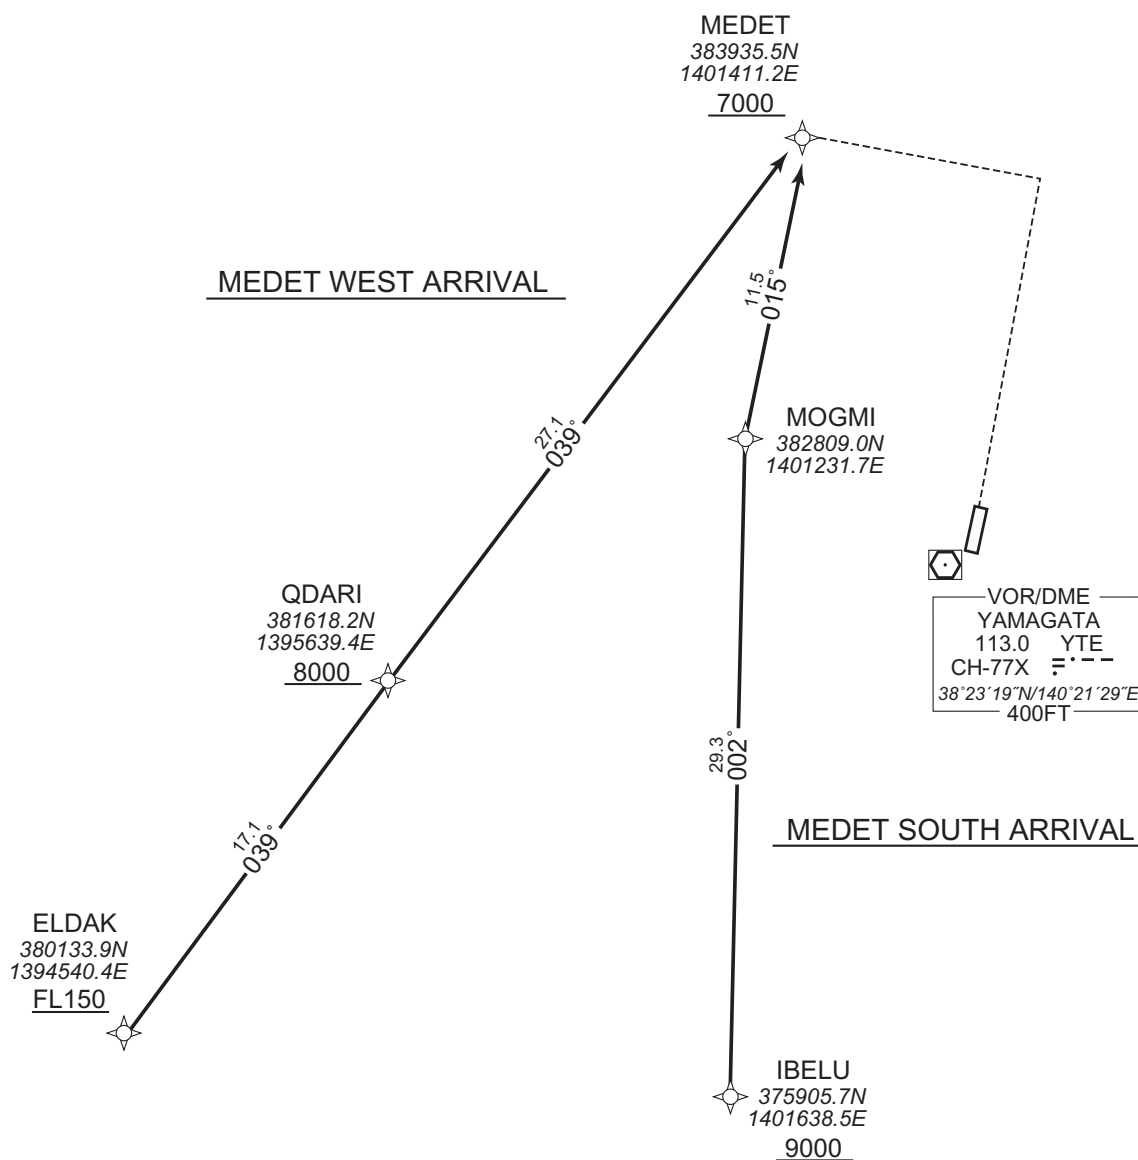 MEDET
383935.5N
1401411.2E
7000
MEDET WEST ARRIVAL
11.5
015°
MOGMI
382809.0N
1401231.7E
27.1
039°
QDARI
381618.2N
1395639.4E
8000
VOR/DME
YAMAGATA
113.0 YTE
CH-77X
38°23´19˝N/140°21´29˝E
400FT
29.3
002°
MEDET SOUTH ARRIVAL
17.1
039°
ELDAK
380133.9N
1394540.4E
FL150
IBELU
375905.7N
1401638.5E
9000